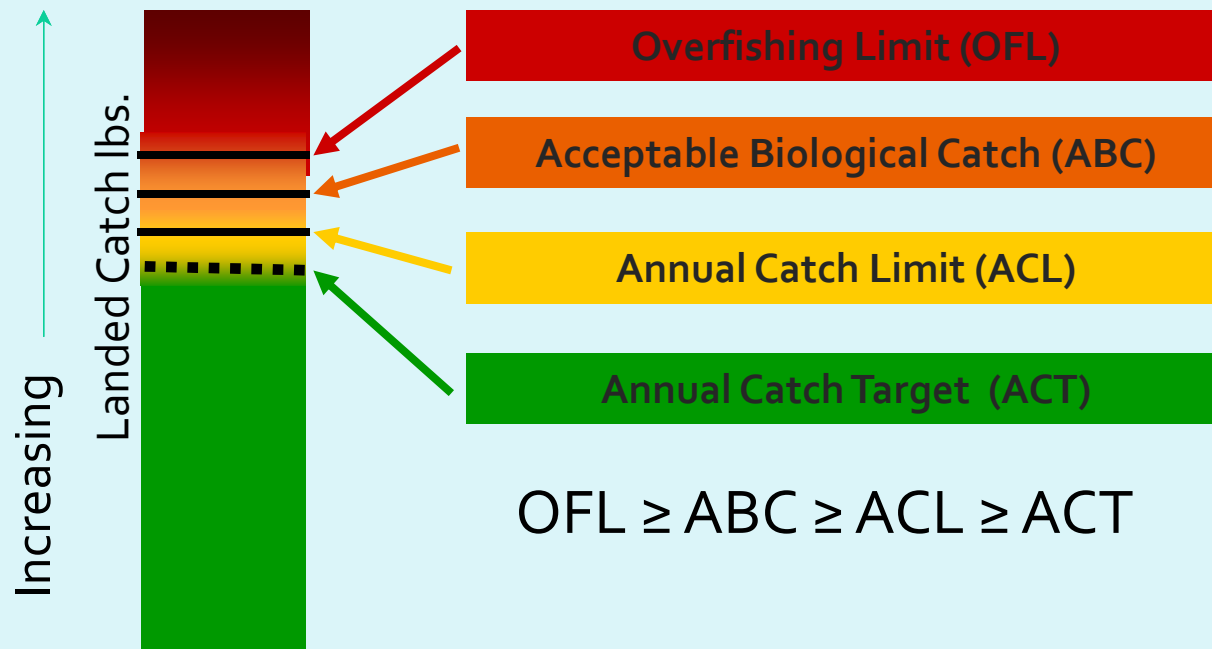 Increasing
Landed Catch lbs.
Overfishing Limit (OFL)
Acceptable Biological Catch (ABC)
Annual Catch Limit (ACL)
Annual Catch Target (ACT)
OFL ≥ ABC ≥ ACL ≥ ACT